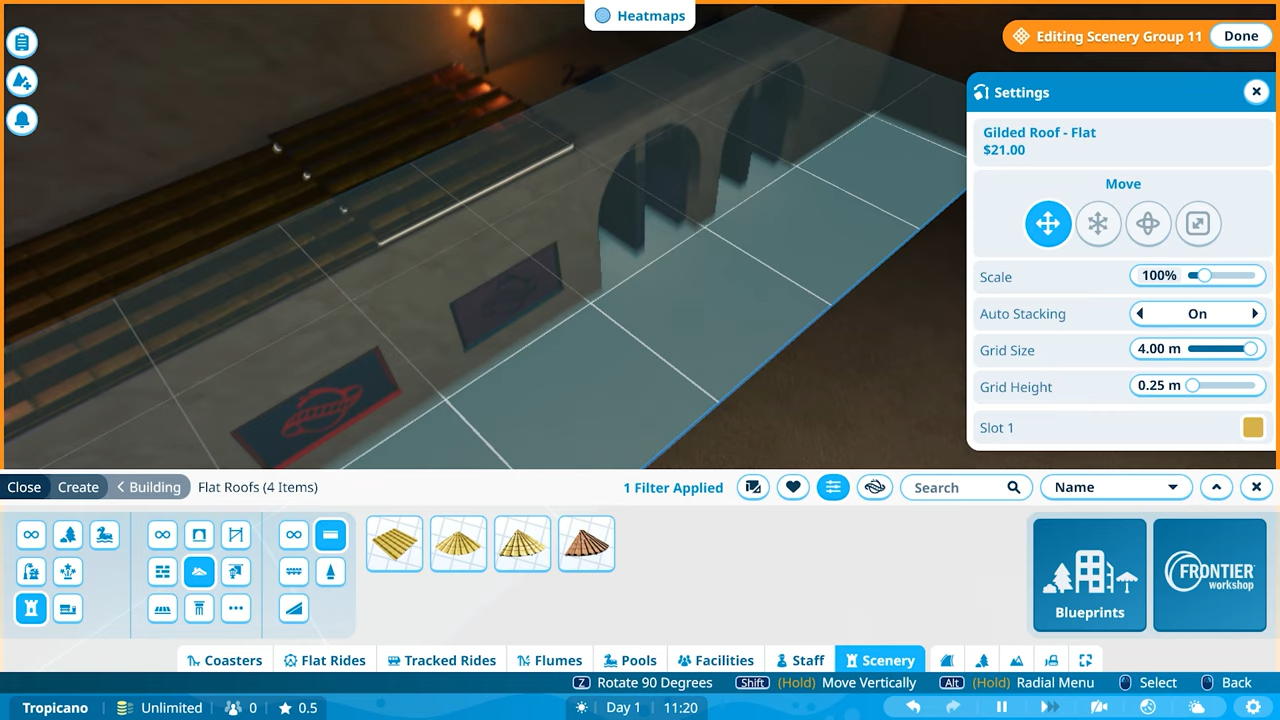 Heatmaps
Editing Scenery Group 11
Done
Settings
Gilded Roof - Flat
$21.00
Move
Scale
100%
Auto Stacking
On
Grid Size
4.00 m
Grid Height
0.25 m
Slot 1
Close
Create
Building
Flat Roofs (4 Items)
1 Filter Applied
Search
Name
Blueprints
FRONTIER
workshop
Coasters
Flat Rides
Tracked Rides
Flumes
Pools
Facilities
Staff
Scenery
Z Rotate 90 Degrees
Shift (Hold) Move Vertically
Alt (Hold) Radial Menu
Select
Back
Tropicano
Unlimited
0
0.5
Day 1
11:20